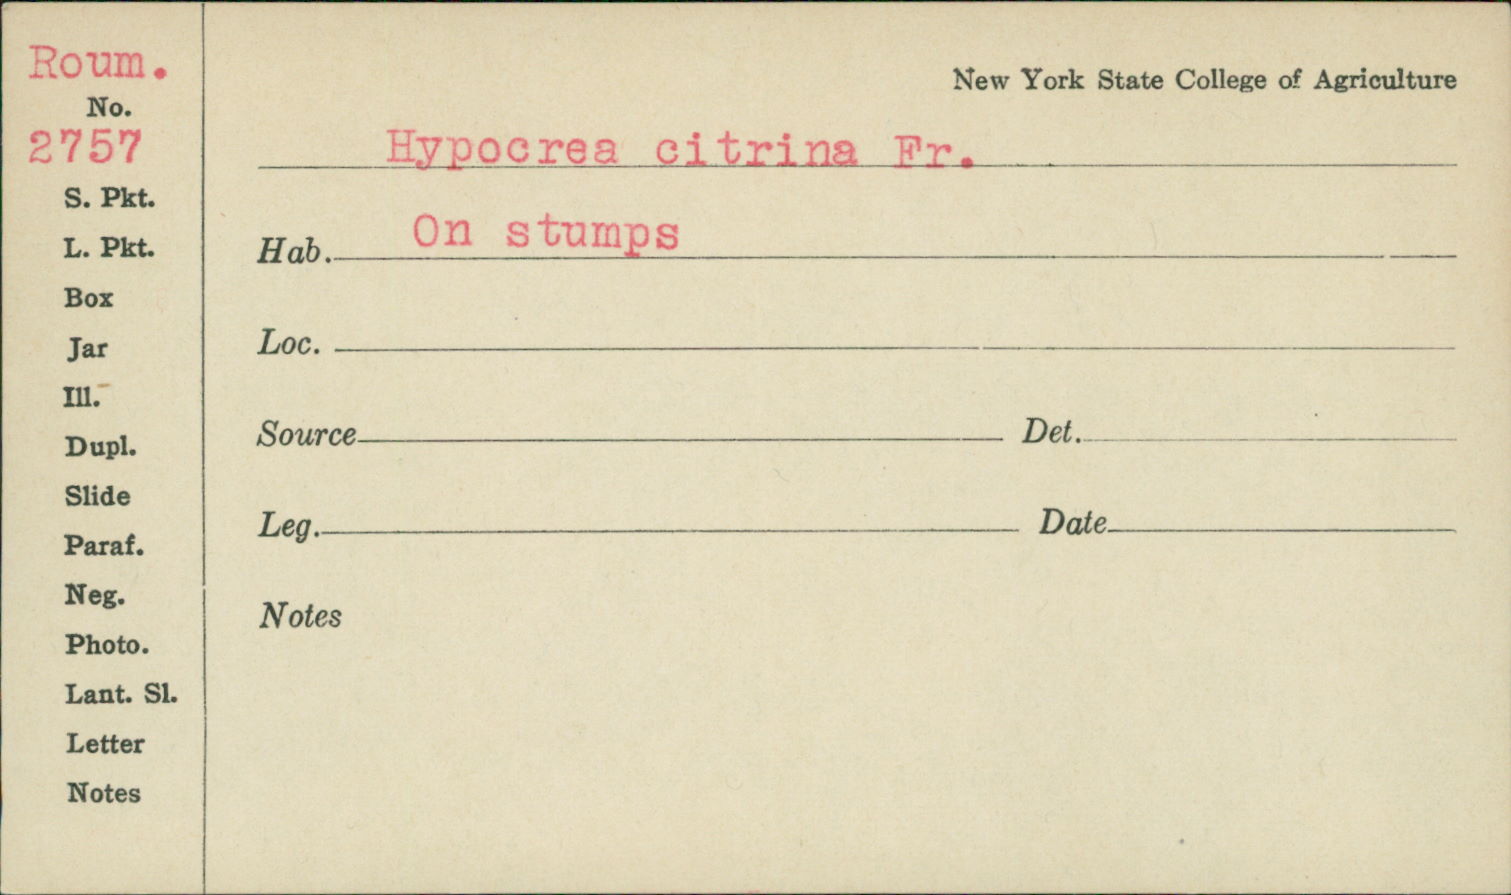 Roum.
No.
2757
S. Pkt.
L. Pkt.
Box
Jar
Ill.
Dupl.
Slide
Paraf.
Neg.
Photo.
Lant. Sl.
Letter
Notes
New York State College of Agriculture
Hypocrea citrina Fr.
Hab. On stumps
Loc.
Source Det.
Leg. Date
Notes